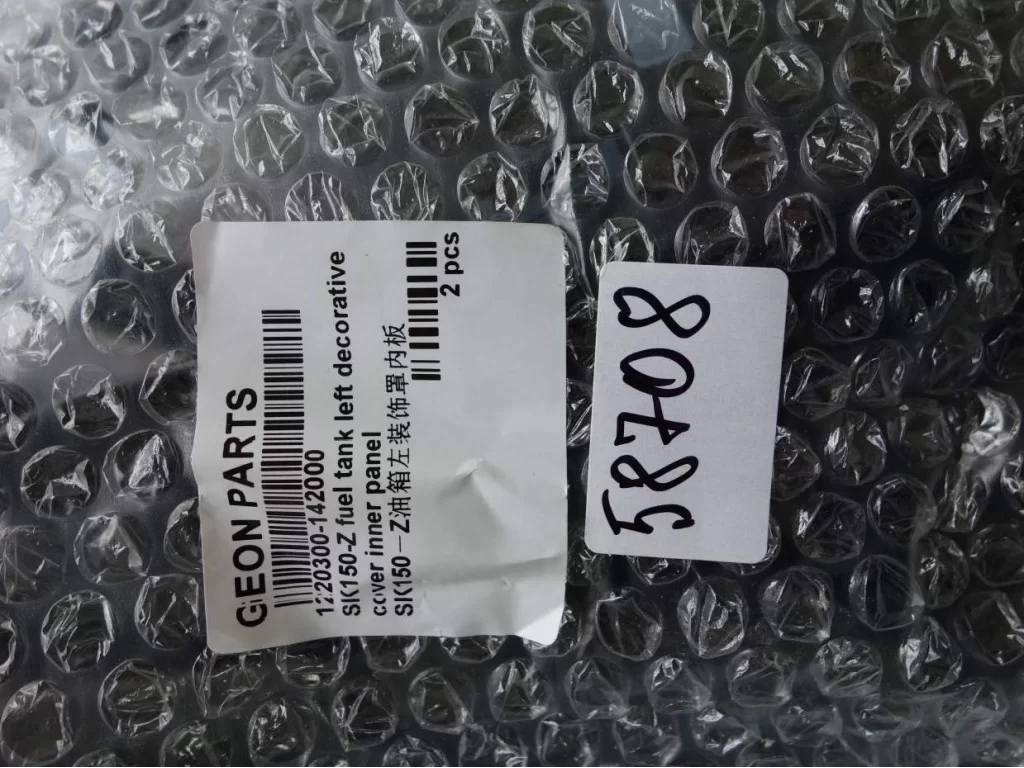 GEON PARTS
1220300-142000
SK150-Z fuel tank left decorative
cover inner panel
SK150－Z油箱左装饰罩内板
2 pcs
58708